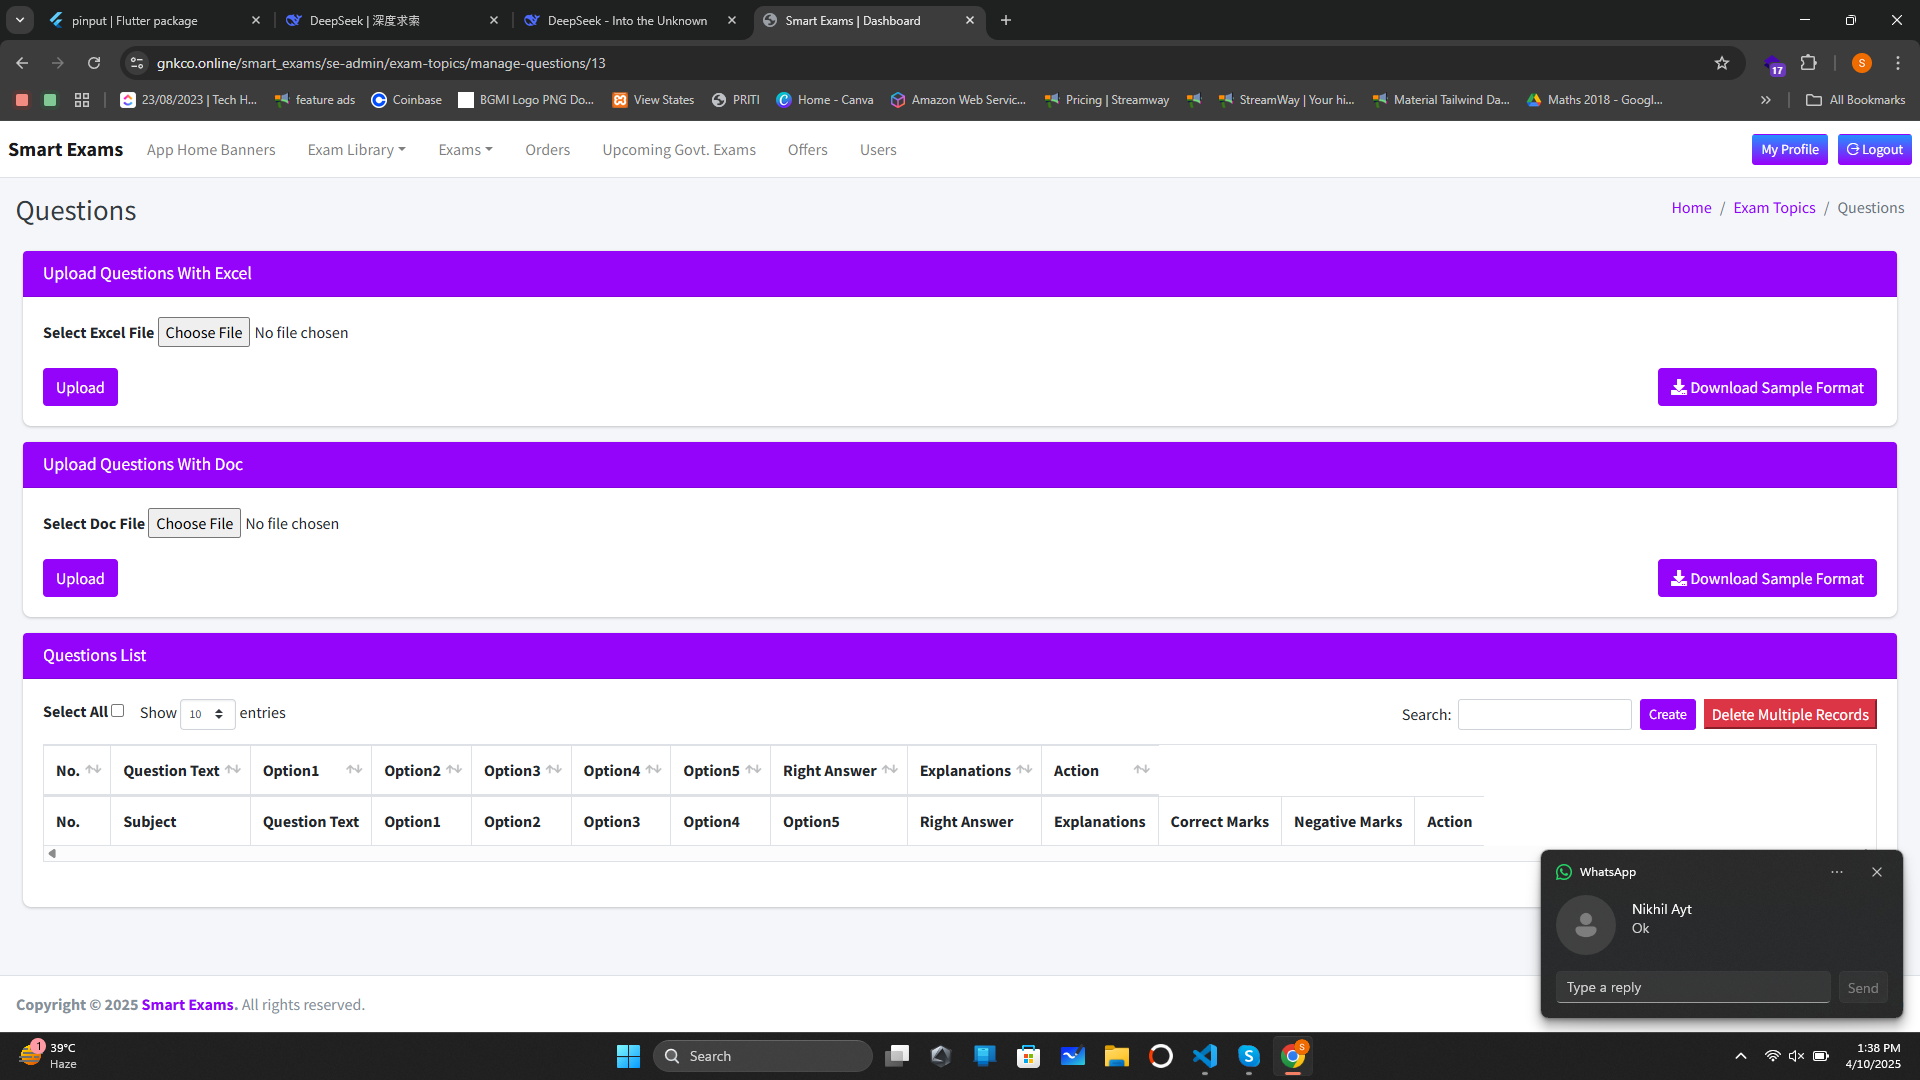 pinput | Flutter package
DeepSeek | 深度求索
DeepSeek - Into the Unknown
Smart Exams | Dashboard
gnkco.online/smart_exams/se-admin/exam-topics/manage-questions/13
17
S
23/08/2023 | Tech H...
feature ads
Coinbase
BGMI Logo PNG Do...
View States
PRITI
Home - Canva
Amazon Web Servic...
Pricing | Streamway
StreamWay | Your hi...
Material Tailwind Da...
Maths 2018 - Googl...
All Bookmarks
Smart Exams
App Home Banners
Exam Library
Exams
Orders
Upcoming Govt. Exams
Offers
Users
My Profile
Logout
Questions
Home / Exam Topics / Questions
Upload Questions With Excel
Select Excel File Choose File No file chosen
Upload
Download Sample Format
Upload Questions With Doc
Select Doc File Choose File No file chosen
Upload
Download Sample Format
Questions List
Select All Show 10 entries
Search:
Create
Delete Multiple Records
No. Question Text Option1 Option2 Option3 Option4 Option5 Right Answer Explanations Action
No. Subject Question Text Option1 Option2 Option3 Option4 Option5 Right Answer Explanations Correct Marks Negative Marks Action
WhatsApp
Nikhil Ayt
Ok
Type a reply
Send
Copyright © 2025 Smart Exams. All rights reserved.
1
39°C
Haze
Search
S
1:38 PM
4/10/2025